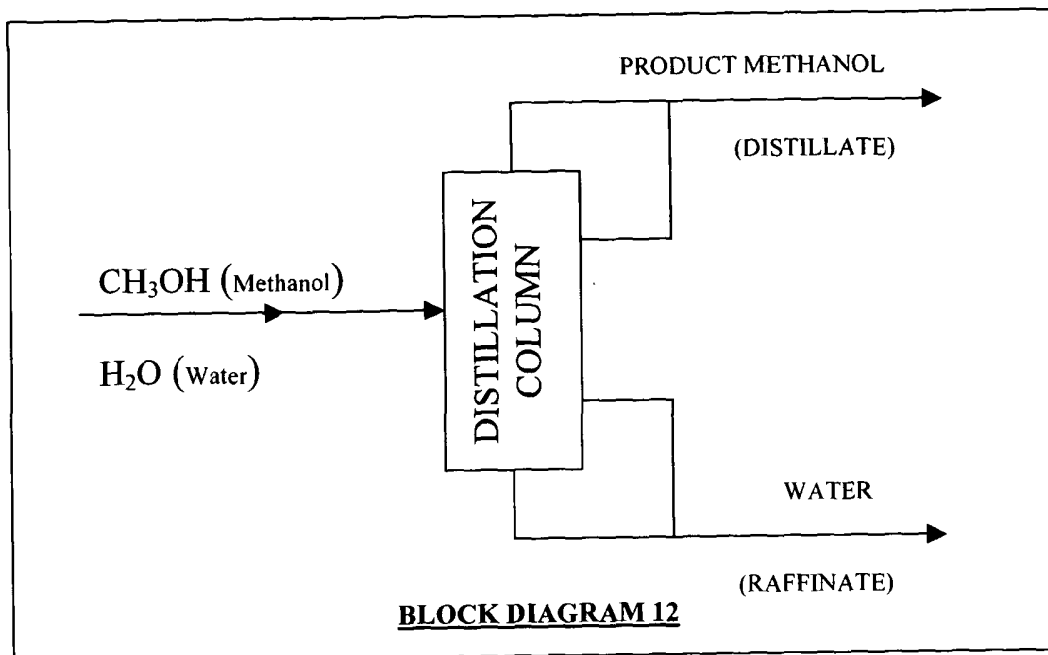 PRODUCT METHANOL
(DISTILLATE)
DISTILLATION
COLUMN
CH₃OH (Methanol)
H₂O (Water)
WATER
(RAFFINATE)
BLOCK DIAGRAM 12